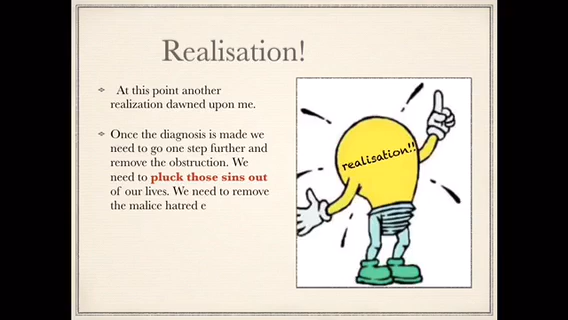 Realisation!
At this point another
realization dawned upon me.
Once the diagnosis is made we
need to go one step further and
remove the obstruction. We
need to pluck those sins out
of our lives. We need to remove
the malice hatred e
realisation!!